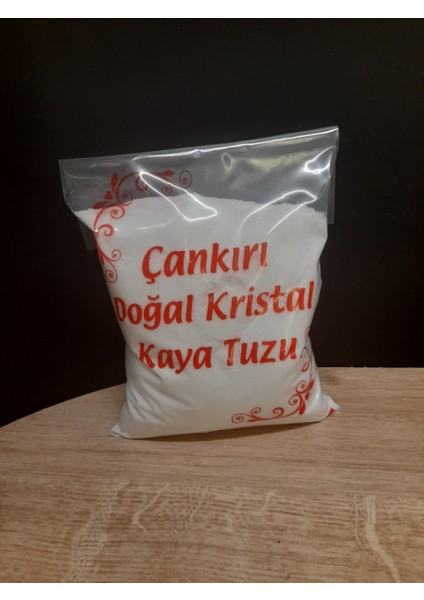 Çankırı
Doğal Kristal
Kaya Tuzu